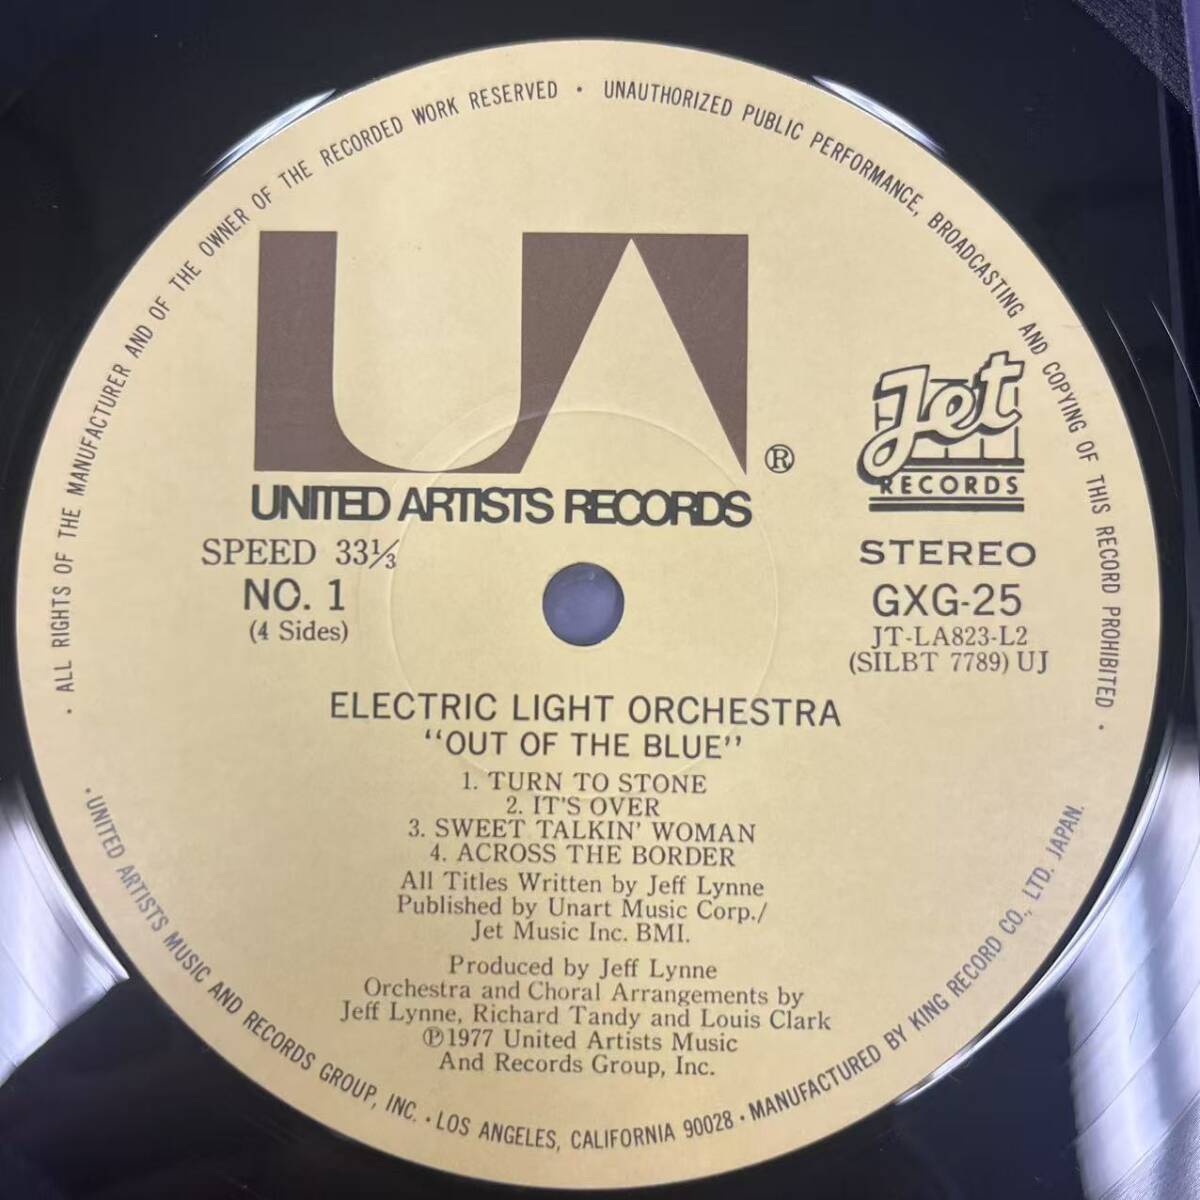 · ALL RIGHTS OF THE MANUFACTURER AND OF THE OWNER OF THE RECORDED WORK RESERVED · UNAUTHORIZED PUBLIC PERFORMANCE, BROADCASTING AND COPYING OF THIS RECORD PROHIBITED ·
UA
®
UNITED ARTISTS RECORDS
Jet
RECORDS
SPEED 33⅓
NO. 1
(4 Sides)
STEREO
GXG-25
JT-LA823-L2
(SILBT 7789) UJ
ELECTRIC LIGHT ORCHESTRA
“OUT OF THE BLUE”
1. TURN TO STONE
2. IT'S OVER
3. SWEET TALKIN' WOMAN
4. ACROSS THE BORDER
All Titles Written by Jeff Lynne
Published by Unart Music Corp./
Jet Music Inc. BMI.
Produced by Jeff Lynne
Orchestra and Choral Arrangements by
Jeff Lynne, Richard Tandy and Louis Clark
℗1977 United Artists Music
And Records Group, Inc.
· UNITED ARTISTS MUSIC AND RECORDS GROUP, INC. · LOS ANGELES, CALIFORNIA 90028 · MANUFACTURED BY KING RECORD CO., LTD. JAPAN.